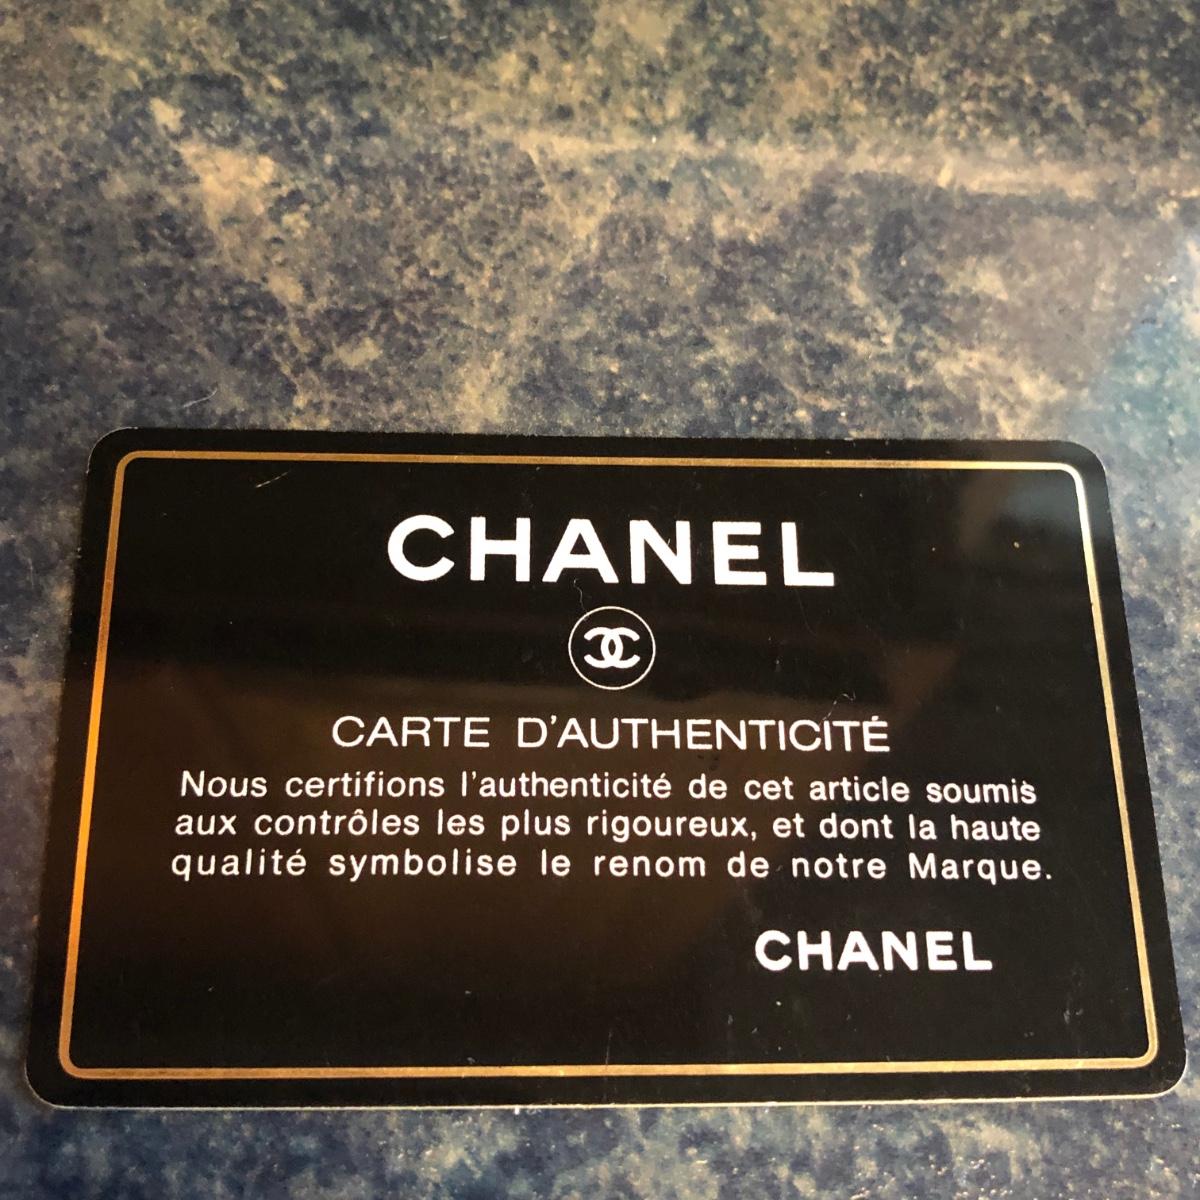 CHANEL
CARTE D'AUTHENTICITÉ
Nous certifions l'authenticité de cet article soumis
aux contrôles les plus rigoureux, et dont la haute
qualité symbolise le renom de notre Marque.
CHANEL